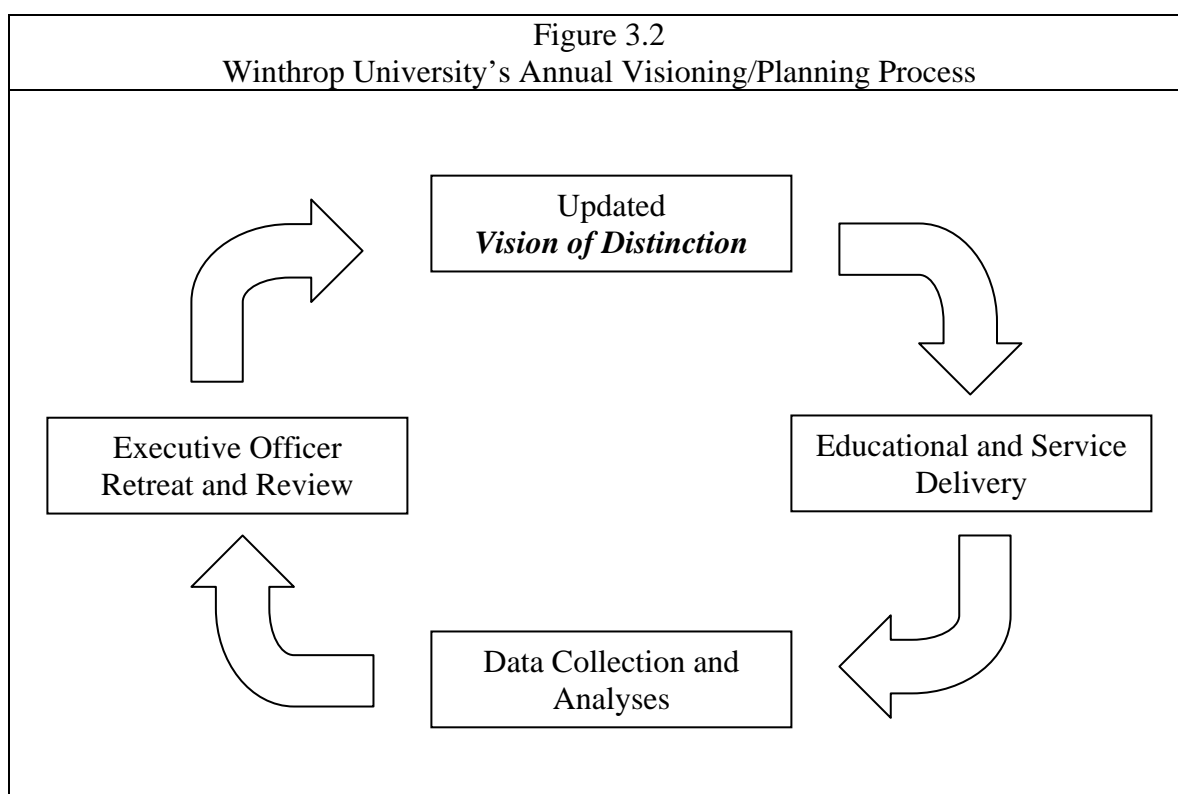 Figure 3.2
Winthrop University’s Annual Visioning/Planning Process
Updated
Vision of Distinction
Executive Officer
Retreat and Review
Educational and Service
Delivery
Data Collection and
Analyses